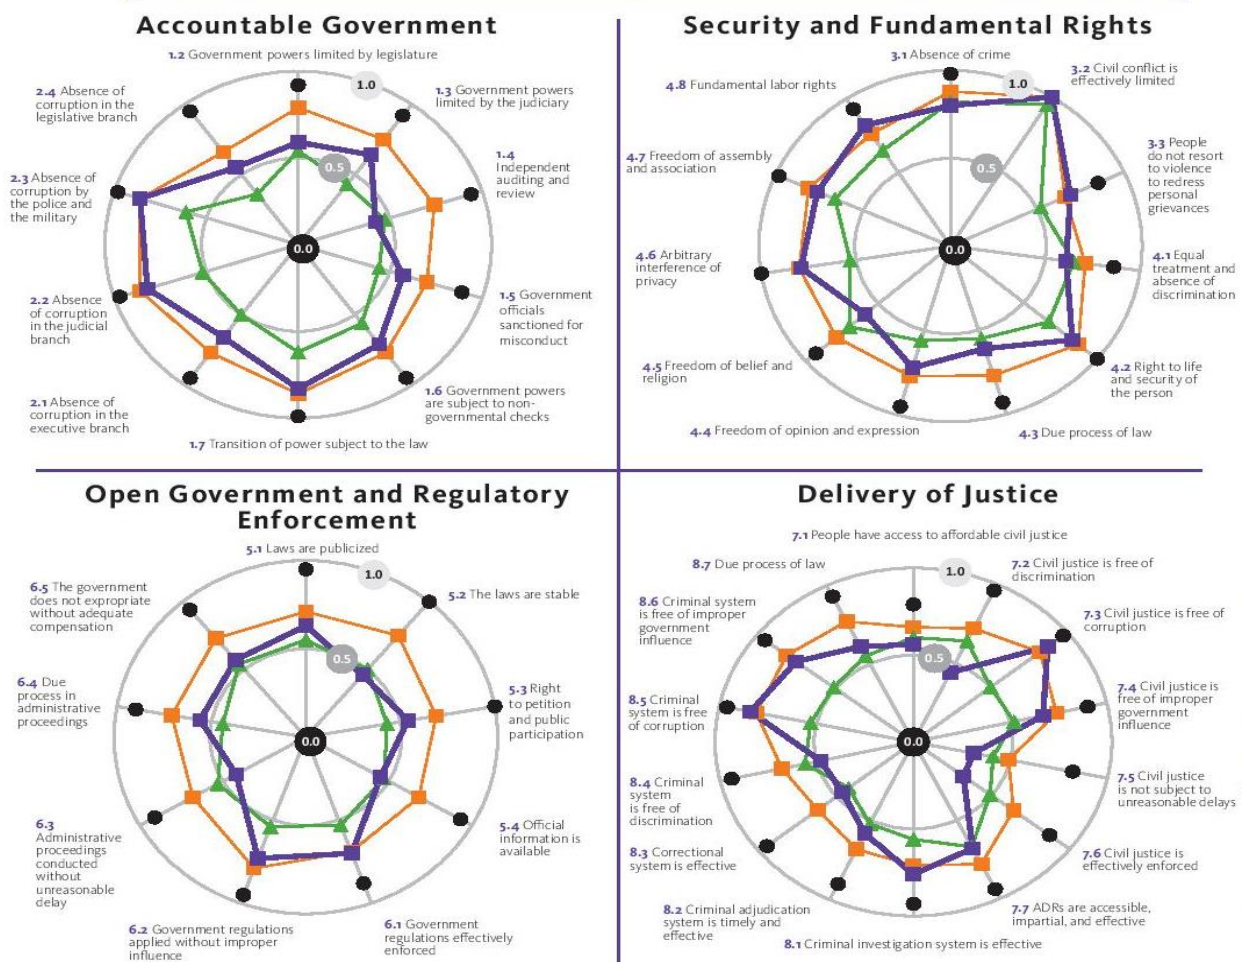 Accountable Government
1.2 Government powers limited by legislature
1.0
2.4 Absence of
corruption in the
legislative branch
1.3 Government powers
limited by the judiciary
0.5
1.4
Independent
auditing and
review
2.3 Absence of
corruption by
the police and
the military
0.0
2.2 Absence
of corruption
in the judicial
branch
1.5 Government
officials
sanctioned for
misconduct
2.1 Absence of
corruption in the
executive branch
1.6 Government powers
are subject to non-
governmental checks
1.7 Transition of power subject to the law
Security and Fundamental Rights
3.1 Absence of crime
1.0
4.8 Fundamental labor rights
3.2 Civil conflict is
effectively limited
4.7 Freedom of assembly
and association
0.5
3.3 People
do not resort
to violence
to redress
personal
grievances
4.6 Arbitrary
interference of
privacy
0.0
4.1 Equal
treatment and
absence of
discrimination
4.5 Freedom of belief and
religion
4.2 Right to life
and security of
the person
4.4 Freedom of opinion and expression
4.3 Due process of law
Open Government and Regulatory
Enforcement
5.1 Laws are publicized
1.0
6.5 The government
does not expropriate
without adequate
compensation
5.2 The laws are stable
0.5
6.4 Due
process in
administrative
proceedings
5.3 Right
to petition
and public
participation
0.0
6.3
Administrative
proceedings
conducted
without
unreasonable
delay
5.4 Official
information is
available
6.2 Government regulations
applied without improper
influence
6.1 Government
regulations effectively
enforced
Delivery of Justice
7.1 People have access to affordable civil justice
8.7 Due process of law
1.0
7.2 Civil justice is free of
discrimination
8.6 Criminal system
is free of improper
government
influence
7.3 Civil justice is free of
corruption
0.5
8.5 Criminal
system is free
of corruption
7.4 Civil justice is
free of improper
government
influence
0.0
8.4 Criminal
system
is free of
discrimination
7.5 Civil justice
is not subject to
unreasonable delays
8.3 Correctional
system is effective
7.6 Civil justice is
effectively enforced
8.2 Criminal adjudication
system is timely and
effective
7.7 ADRs are accessible,
impartial, and effective
8.1 Criminal investigation system is effective